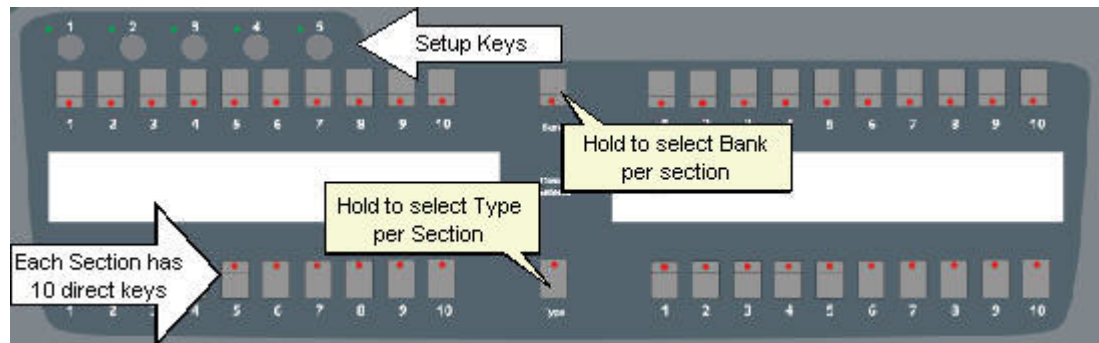 1 2 3 4 5
Setup Keys
1 2 3 4 5 6 7 8 9 10
2 3 4 5 6 7 8 9 10
Hold to select Bank
per section
Hold to select Type
per Section
Each Section has
10 direct keys
5 6 7 8 9 10
1 2 3 4 5 6 7 8 9 10